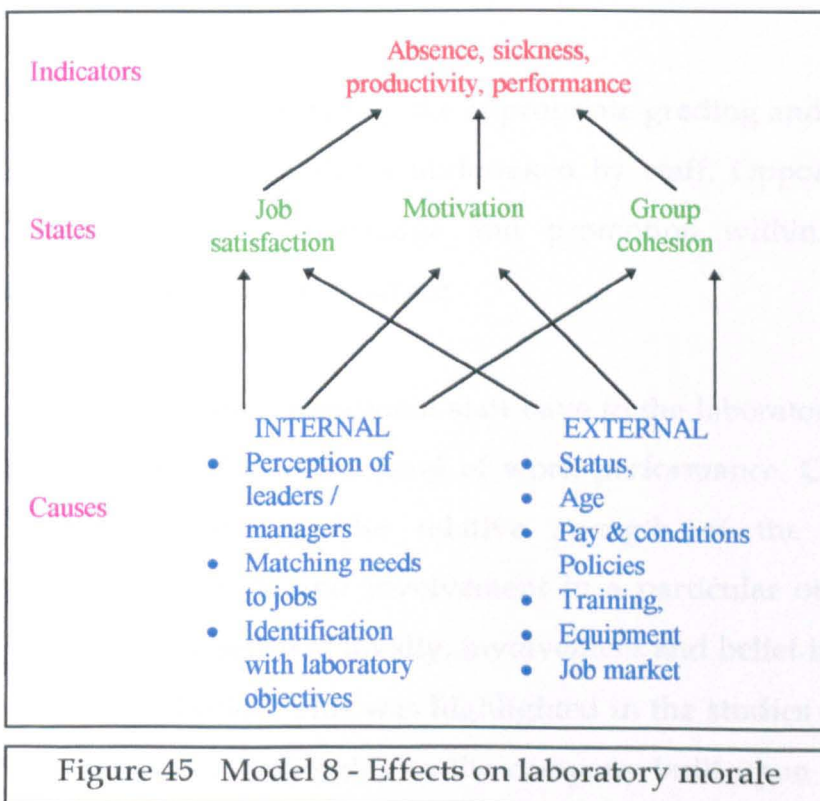 Indicators
Absence, sickness,
productivity, performance
States
Job
satisfaction
Motivation
Group
cohesion
Causes
INTERNAL
• Perception of
leaders /
managers
• Matching needs
to jobs
• Identification
with laboratory
objectives
EXTERNAL
• Status,
• Age
• Pay & conditions
Policies
• Training,
• Equipment
• Job market
Figure 45 Model 8 - Effects on laboratory morale